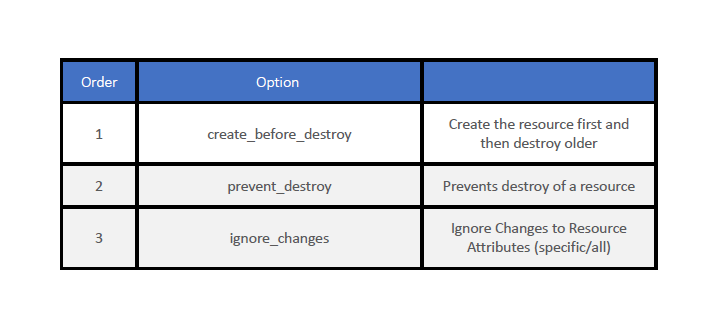 Order Option
1 create_before_destroy Create the resource first and
then destroy older
2 prevent_destroy Prevents destroy of a resource
3 ignore_changes Ignore Changes to Resource
Attributes (specific/all)